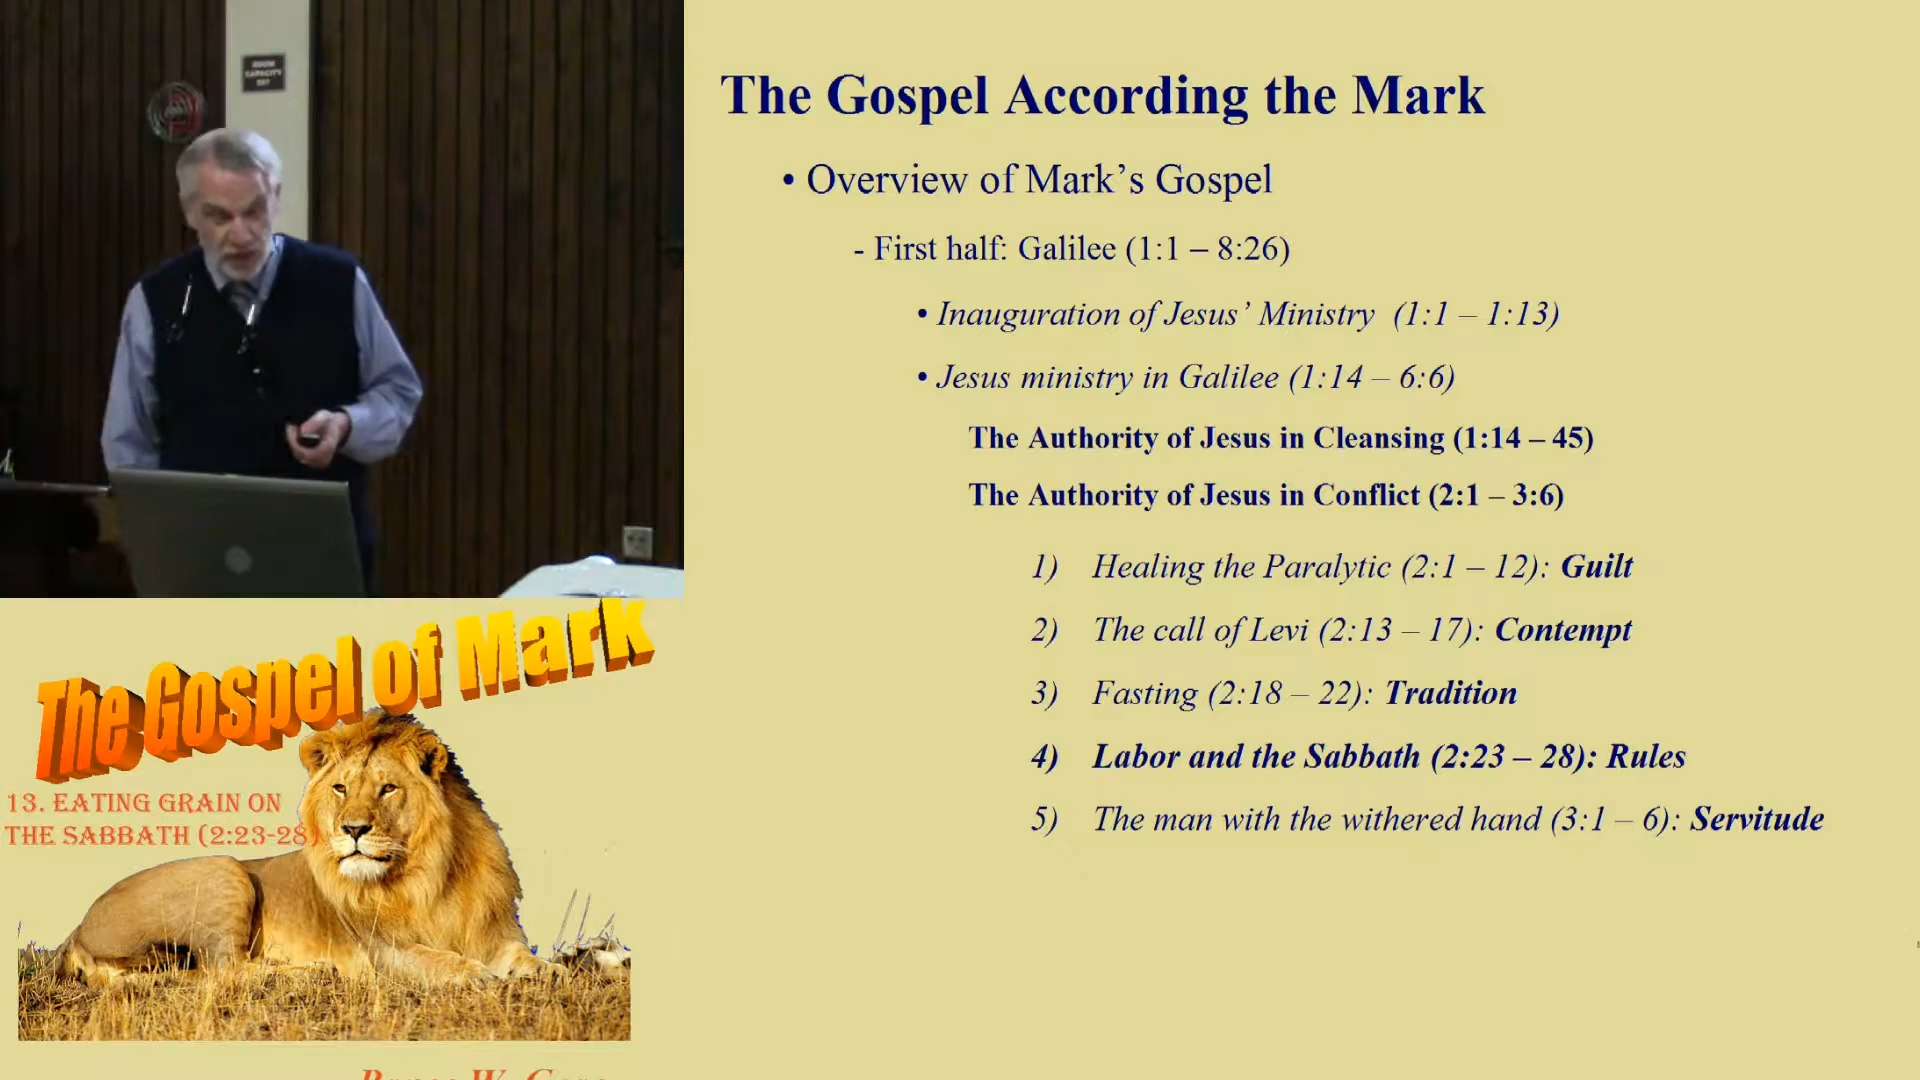 ROOM
CAPACITY
The Gospel According the Mark
• Overview of Mark’s Gospel
- First half: Galilee (1:1 – 8:26)
• Inauguration of Jesus’ Ministry (1:1 – 1:13)
• Jesus ministry in Galilee (1:14 – 6:6)
The Authority of Jesus in Cleansing (1:14 – 45)
The Authority of Jesus in Conflict (2:1 – 3:6)
1) Healing the Paralytic (2:1 – 12): Guilt
2) The call of Levi (2:13 – 17): Contempt
3) Fasting (2:18 – 22): Tradition
4) Labor and the Sabbath (2:23 – 28): Rules
5) The man with the withered hand (3:1 – 6): Servitude
The Gospel of Mark
13. EATING GRAIN ON
THE SABBATH (2:23-28)